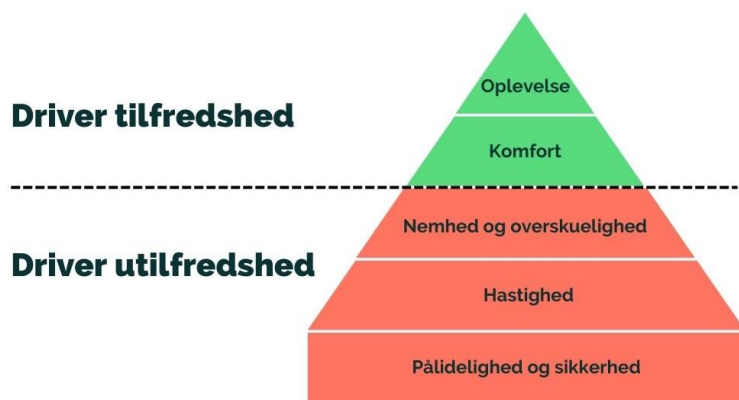 Oplevelse
Driver tilfredshed
Komfort
Nemhed og overskuelighed
Driver utilfredshed
Hastighed
Pålidelighed og sikkerhed